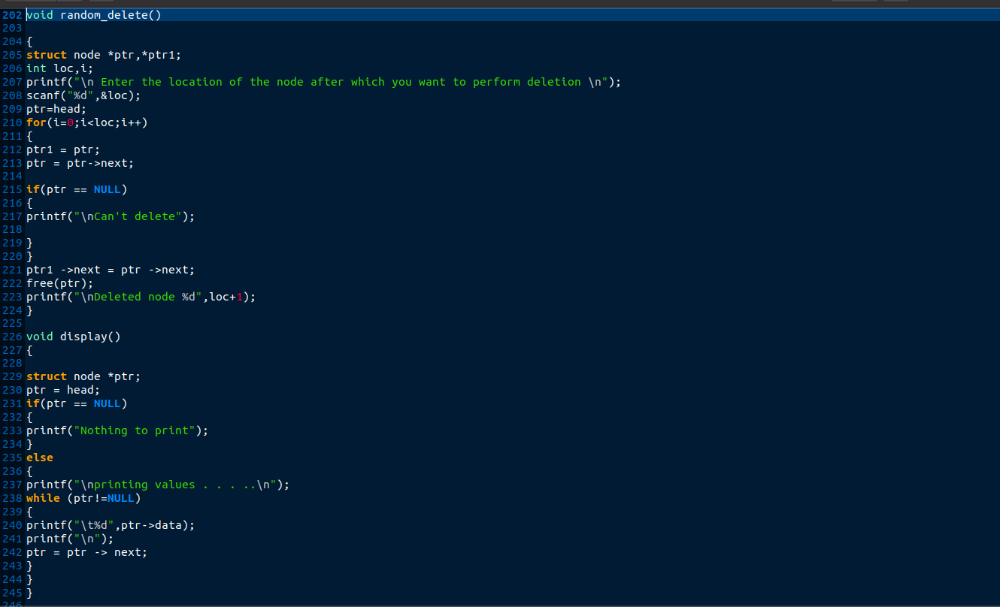 202 void random_delete()
203
204 {
205 struct node *ptr,*ptr1;
206 int loc,i;
207 printf("\n Enter the location of the node after which you want to perform deletion \n");
208 scanf("%d",&loc);
209 ptr=head;
210 for(i=0;i<loc;i++)
211 {
212 ptr1 = ptr;
213 ptr = ptr->next;
214
215 if(ptr == NULL)
216 {
217 printf("\nCan't delete");
218
219 }
220 }
221 ptr1 ->next = ptr ->next;
222 free(ptr);
223 printf("\nDeleted node %d",loc+1);
224 }
225
226 void display()
227 {
228
229 struct node *ptr;
230 ptr = head;
231 if(ptr == NULL)
232 {
233 printf("Nothing to print");
234 }
235 else
236 {
237 printf("\nprinting values . . . ..\n");
238 while (ptr!=NULL)
239 {
240 printf("\t%d",ptr->data);
241 printf("\n");
242 ptr = ptr -> next;
243 }
244 }
245 }
246